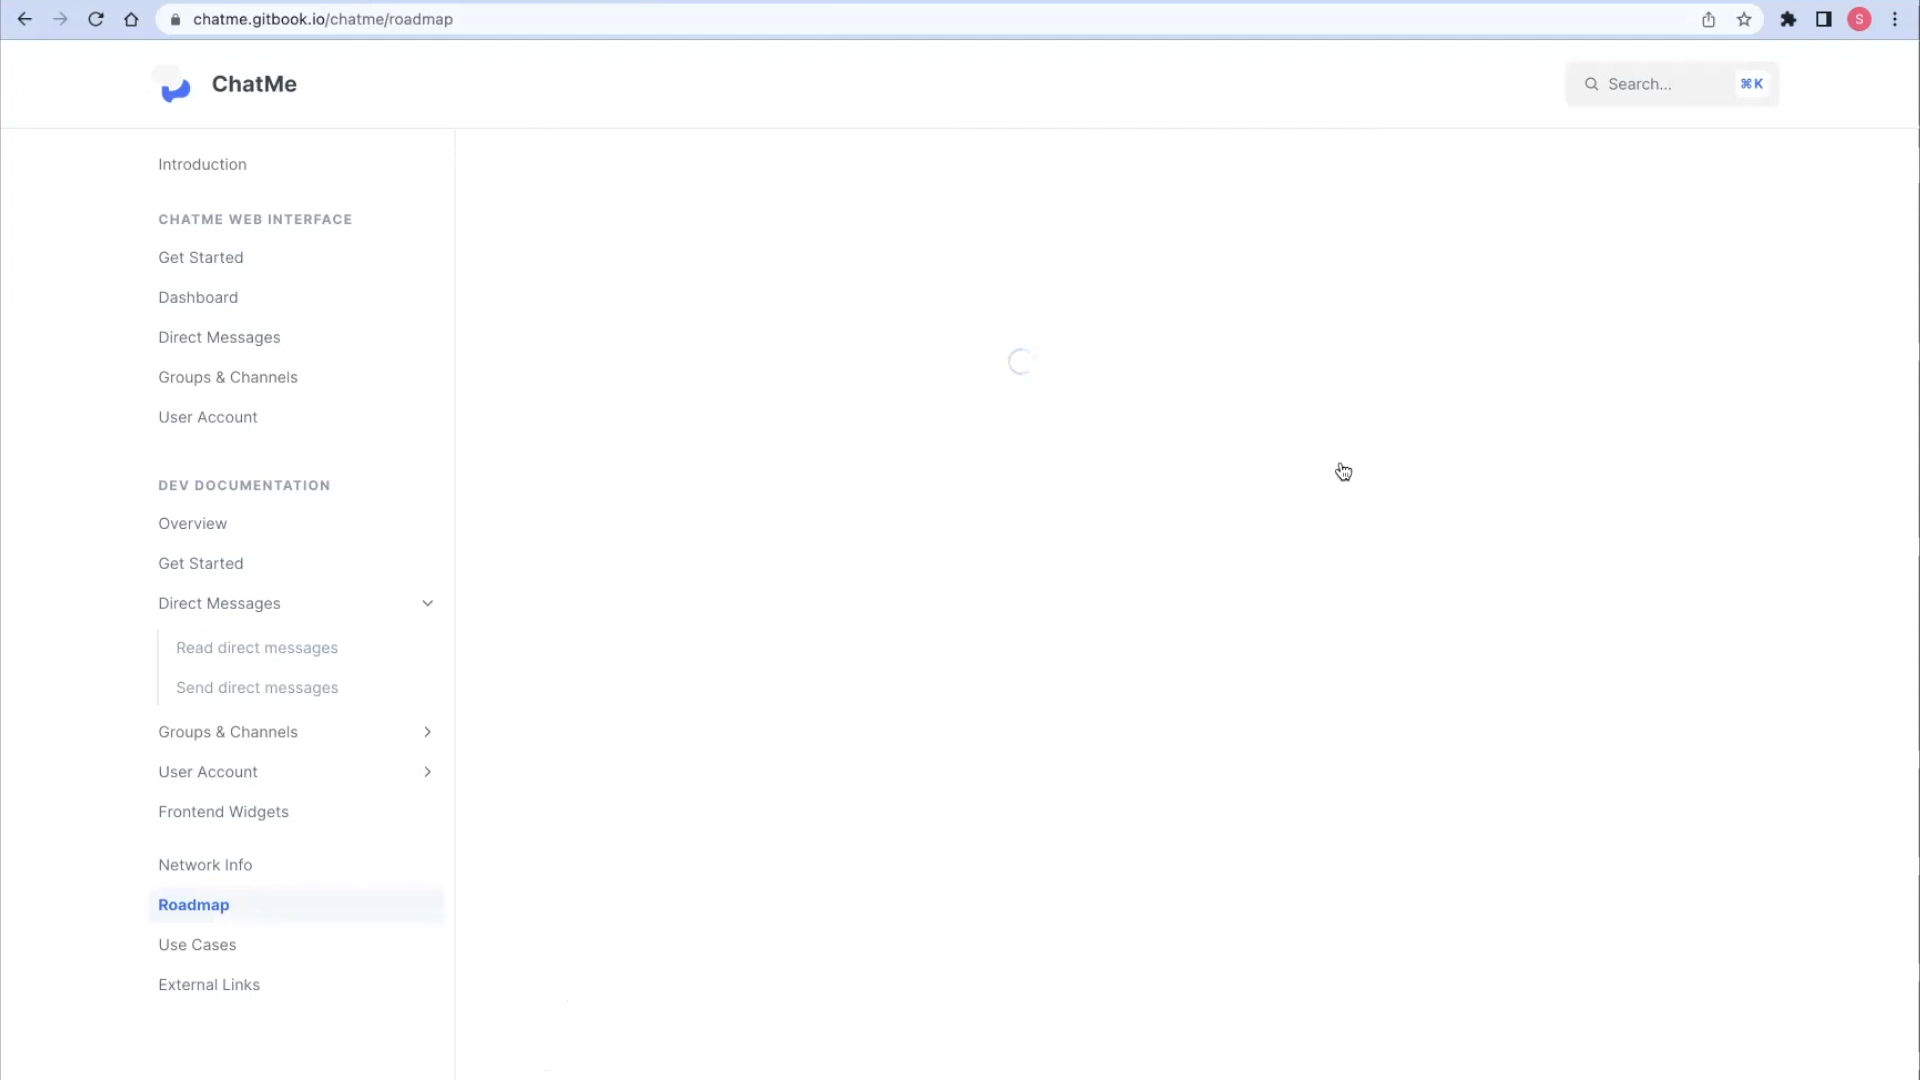 chatme.gitbook.io/chatme/roadmap
S
ChatMe
Search...
⌘K
Introduction
CHATME WEB INTERFACE
Get Started
Dashboard
Direct Messages
Groups & Channels
User Account
DEV DOCUMENTATION
Overview
Get Started
Direct Messages
Read direct messages
Send direct messages
Groups & Channels
User Account
Frontend Widgets
Network Info
Roadmap
Use Cases
External Links